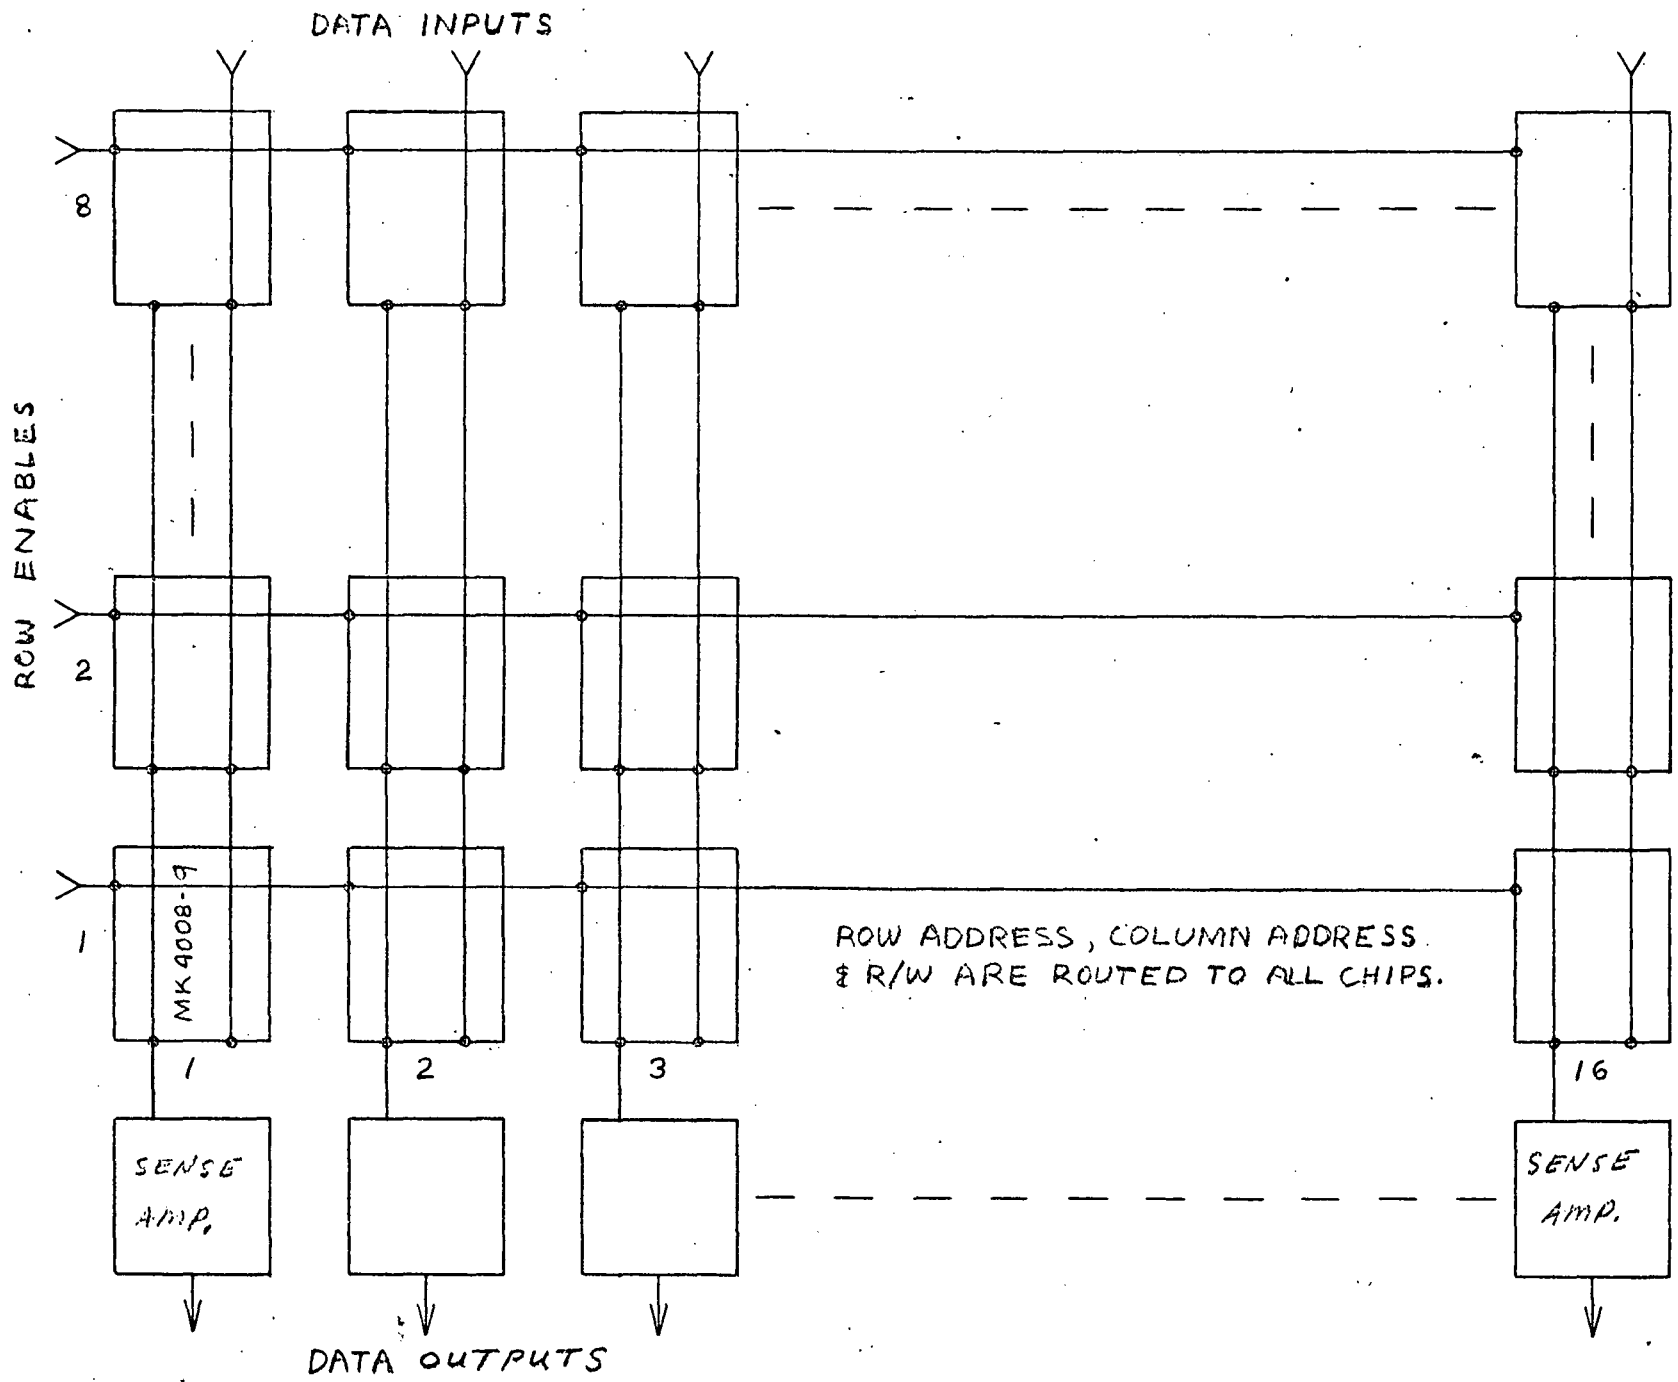 DATA INPUTS
8
ROW ENABLES
2
1
MK4008-9
ROW ADDRESS, COLUMN ADDRESS
& R/W ARE ROUTED TO ALL CHIPS.
1
2
3
16
SENSE
AMP.
SENSE
AMP.
DATA OUTPUTS